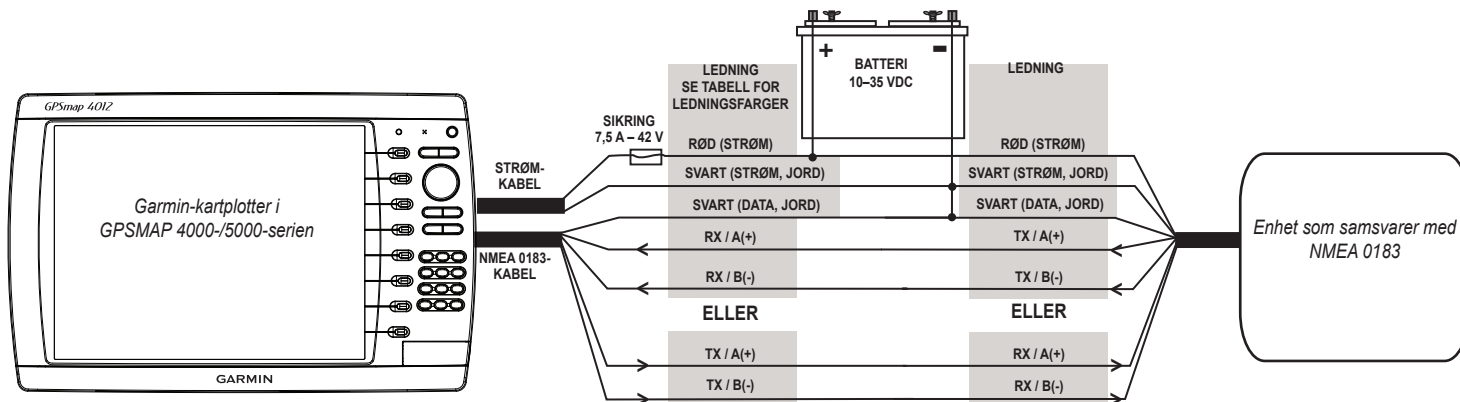 GPSmap 4012
Garmin-kartplotter i
GPSMAP 4000-/5000-serien
GARMIN
STRØM-
KABEL
NMEA 0183-
KABEL
SIKRING
7,5 A – 42 V
LEDNING
SE TABELL FOR
LEDNINGSFARGER
RØD (STRØM)
SVART (STRØM, JORD)
SVART (DATA, JORD)
RX / A(+)
RX / B(-)
ELLER
TX / A(+)
TX / B(-)
+
-
BATTERI
10–35 VDC
LEDNING
RØD (STRØM)
SVART (STRØM, JORD)
SVART (DATA, JORD)
TX / A(+)
TX / B(-)
ELLER
RX / A(+)
RX / B(-)
Enhet som samsvarer med
NMEA 0183